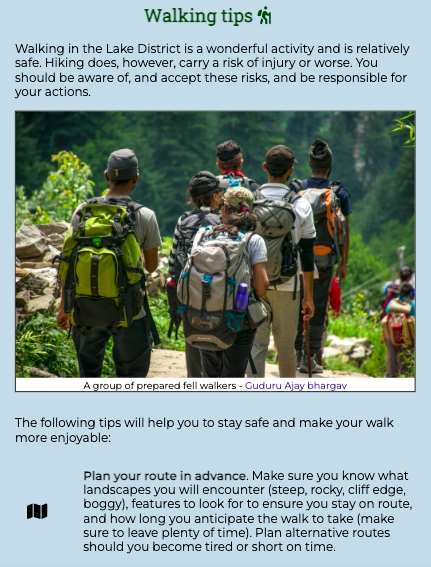 Walking tips
Walking in the Lake District is a wonderful activity and is relatively
safe. Hiking does, however, carry a risk of injury or worse. You
should be aware of, and accept these risks, and be responsible for
your actions.
A group of prepared fell walkers - Guduru Ajay bhargav
The following tips will help you to stay safe and make your walk
more enjoyable:
Plan your route in advance. Make sure you know what
landscapes you will encounter (steep, rocky, cliff edge,
boggy), features to look for to ensure you stay on route,
and how long you anticipate the walk to take (make
sure to leave plenty of time). Plan alternative routes
should you become tired or short on time.